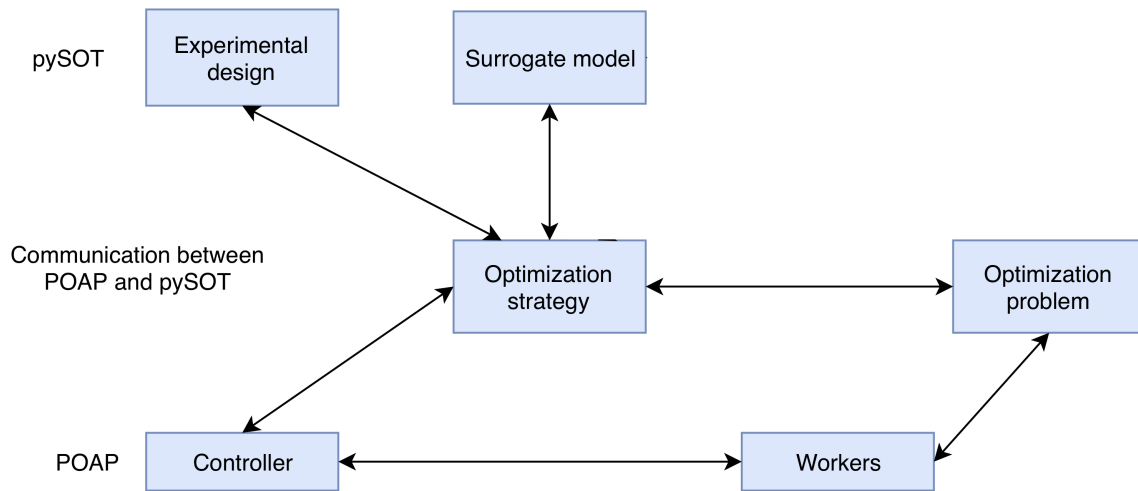 pySOT
Experimental
design
Surrogate model
Communication between
POAP and pySOT
Optimization
strategy
Optimization
problem
POAP
Controller
Workers